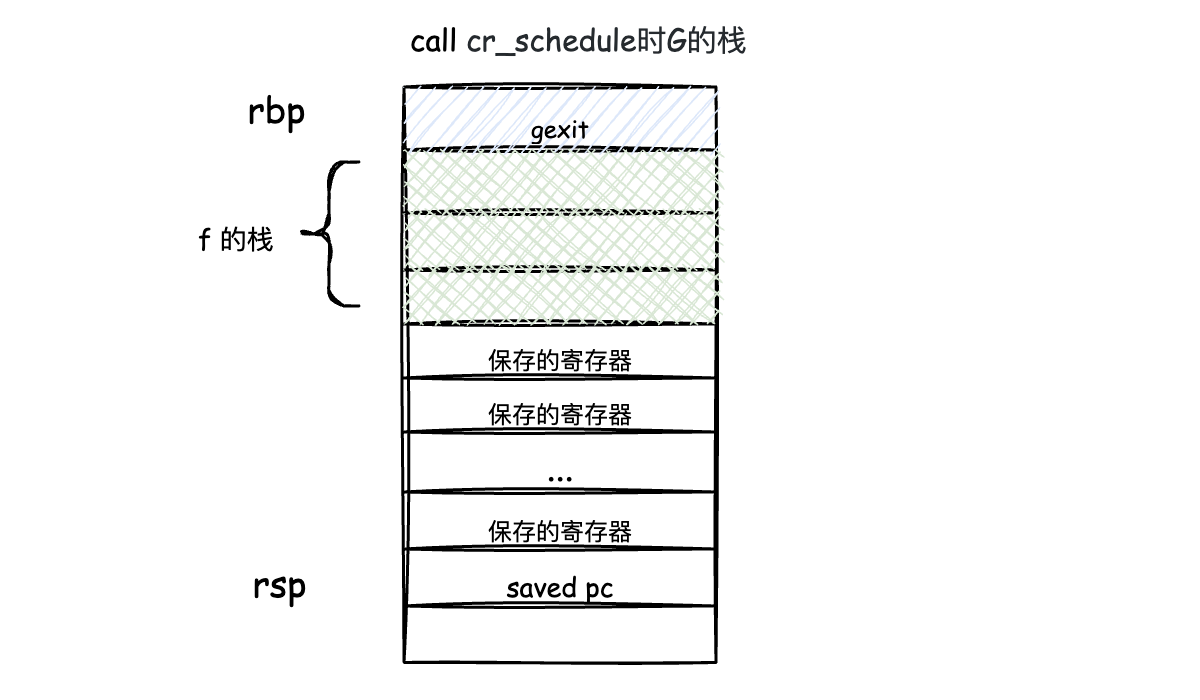 call cr_schedule时G的栈
rbp
gexit
f 的栈
保存的寄存器
保存的寄存器
...
保存的寄存器
rsp
saved pc